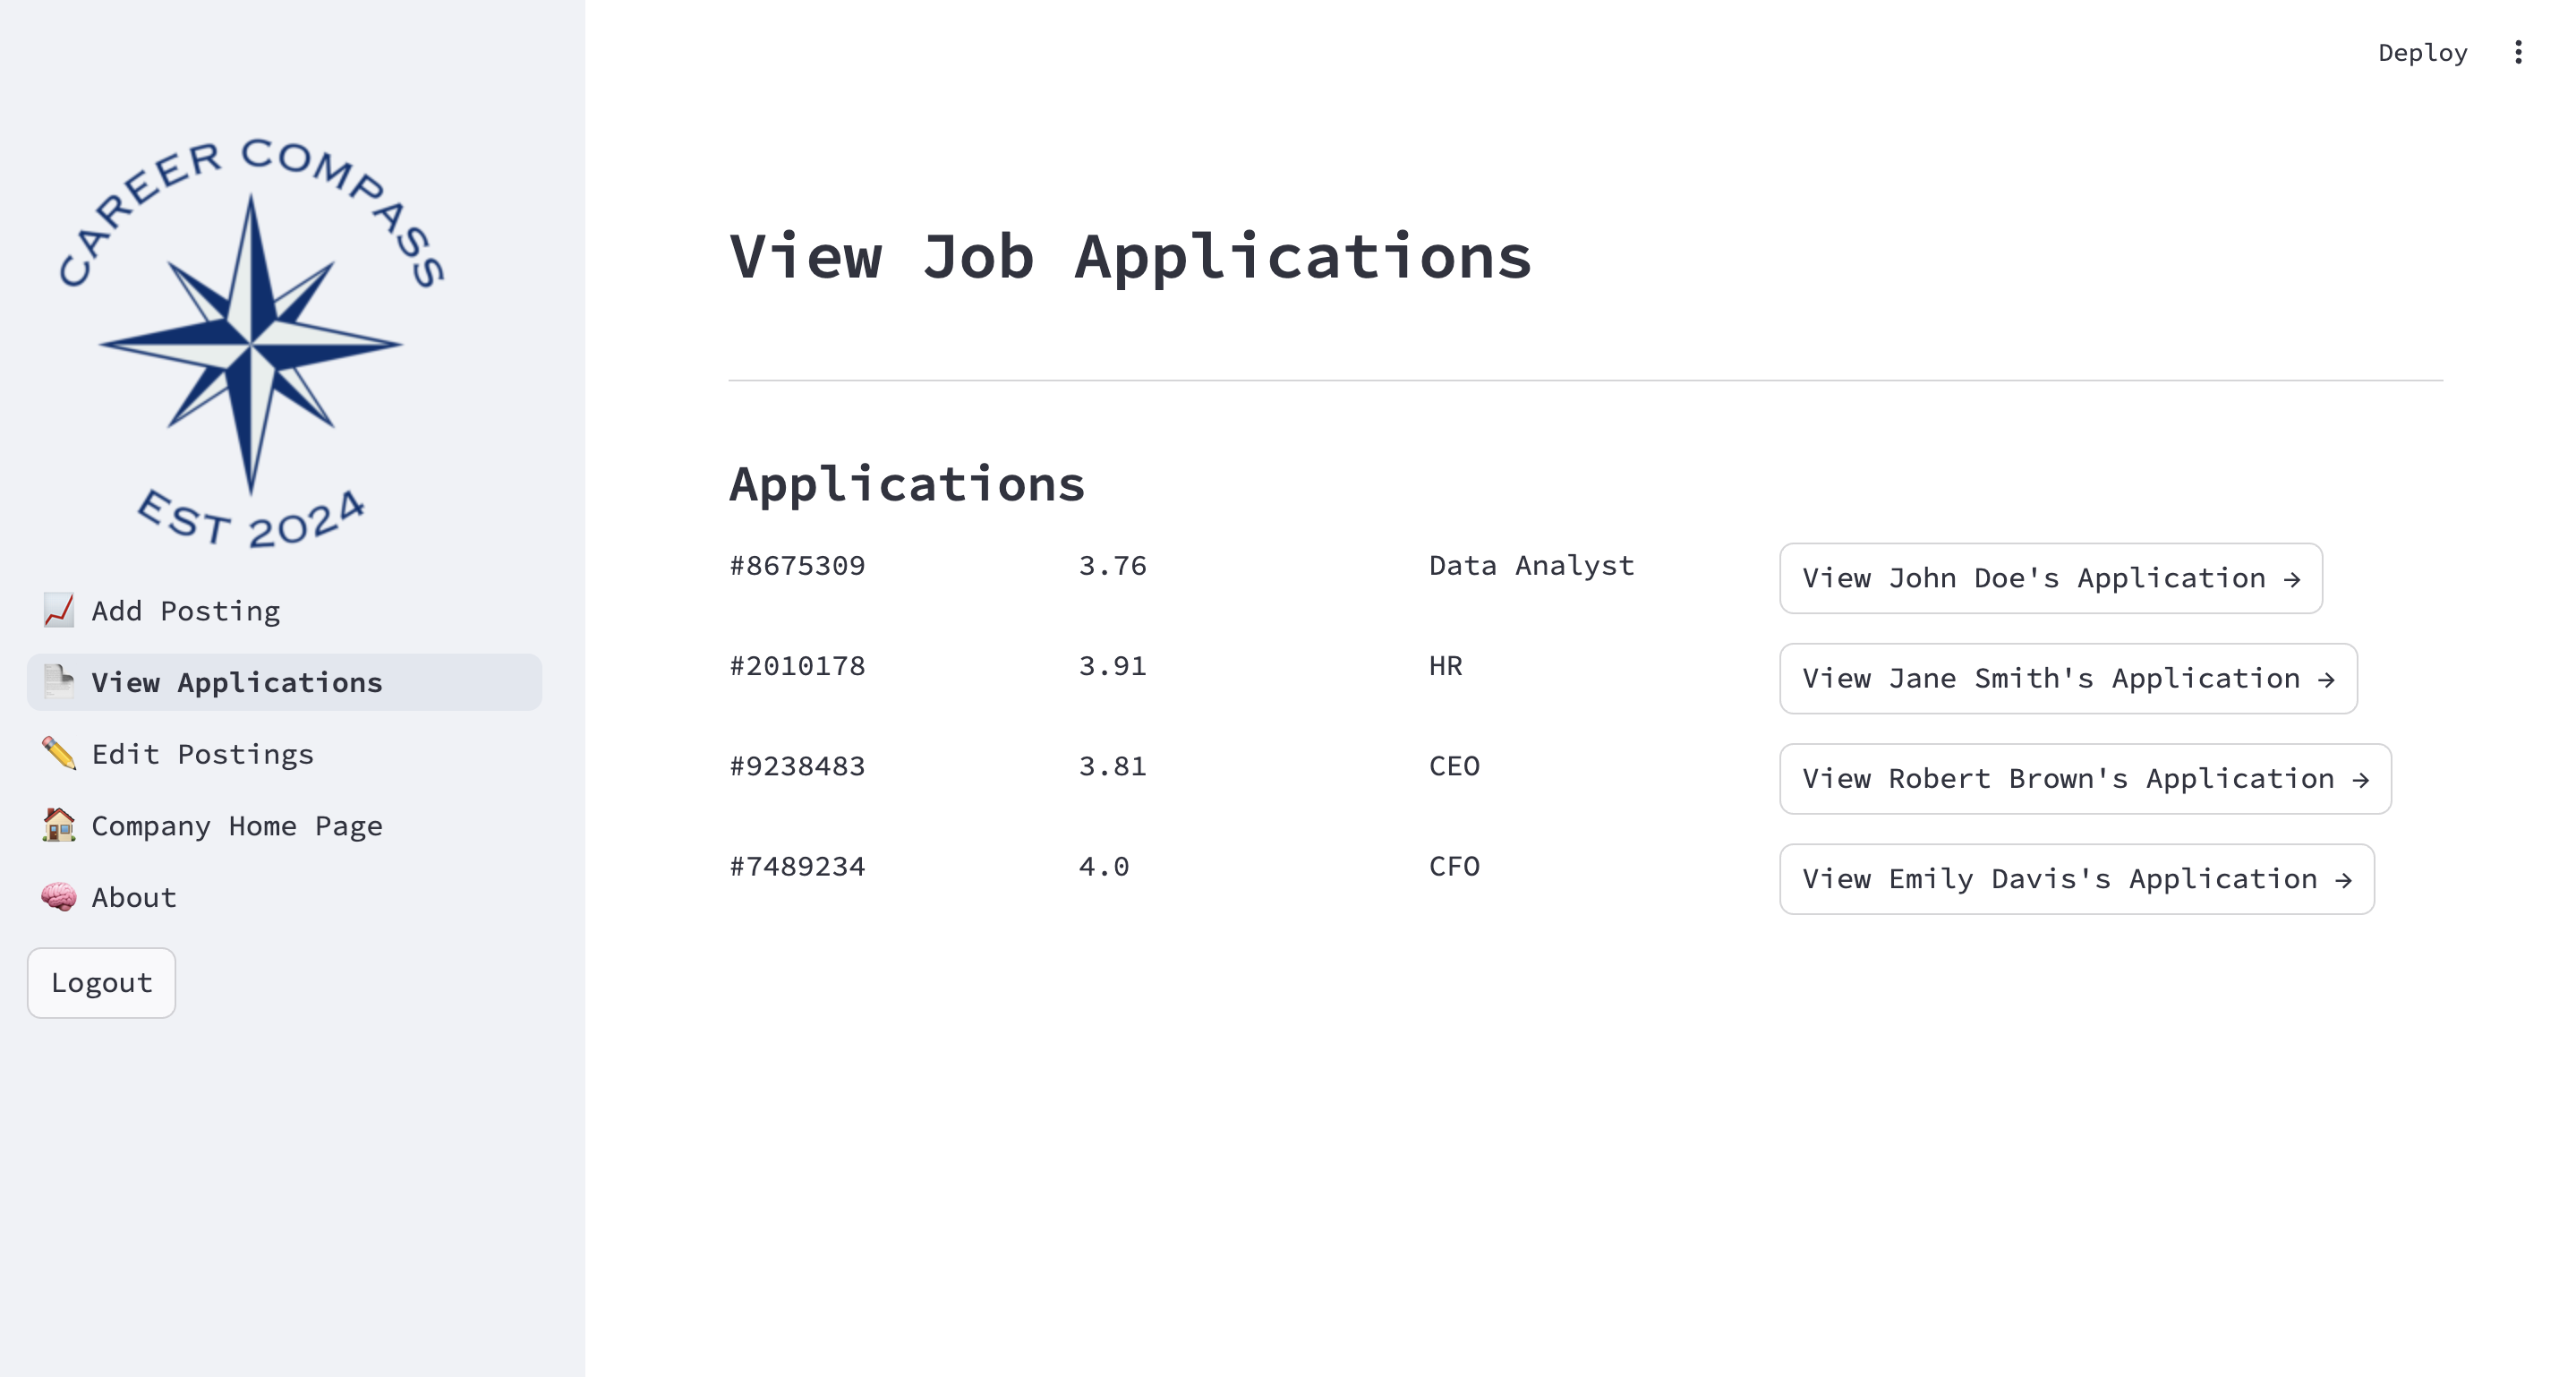 Deploy
CAREER COMPASS
EST 2024
Add Posting
View Applications
Edit Postings
Company Home Page
About
Logout
View Job Applications
Applications
#8675309 3.76 Data Analyst View John Doe's Application →
#2010178 3.91 HR View Jane Smith's Application →
#9238483 3.81 CEO View Robert Brown's Application →
#7489234 4.0 CFO View Emily Davis's Application →